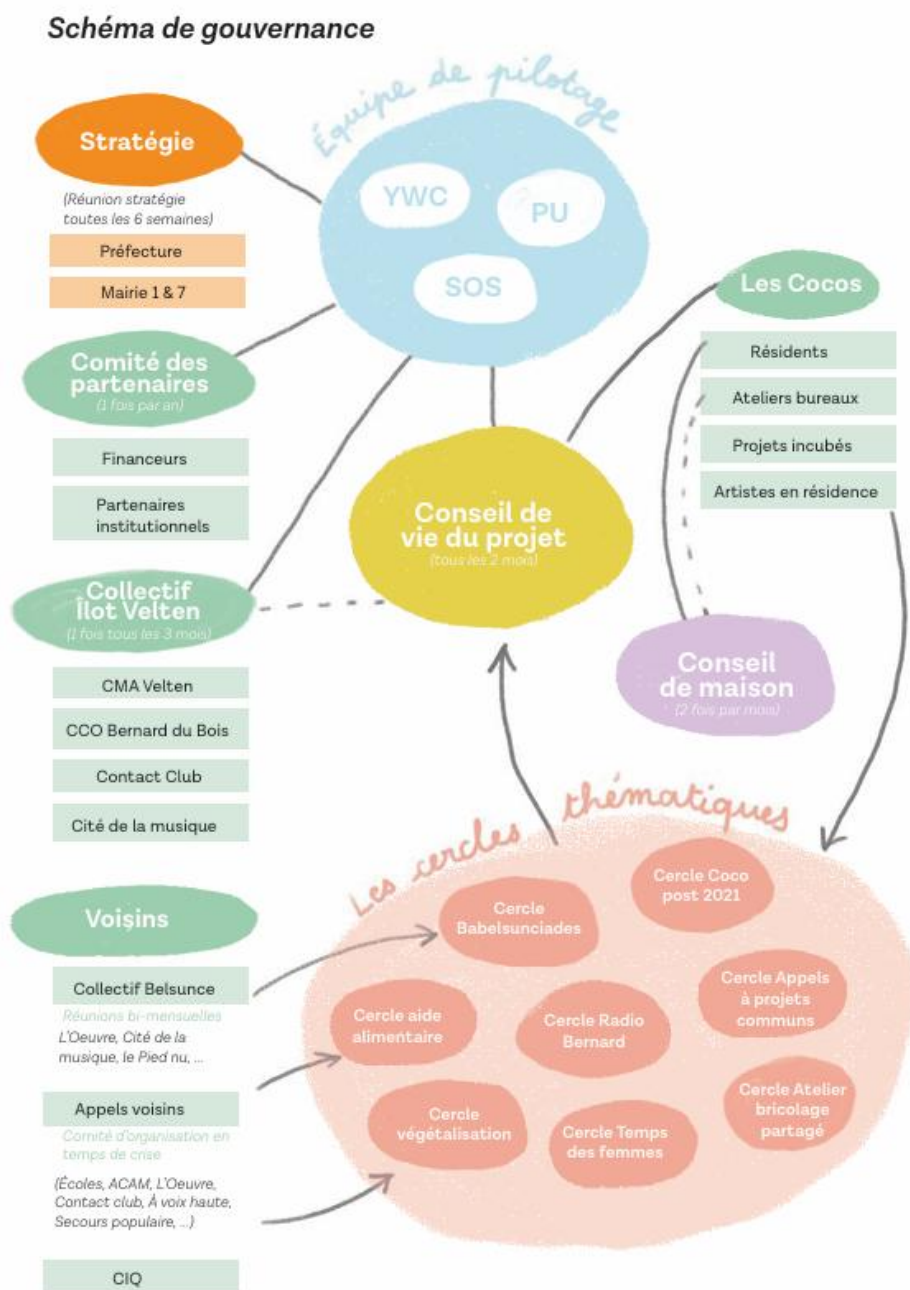 Schéma de gouvernance
Équipe de pilotage
YWC
PU
SOS
Stratégie
(Réunion stratégie
toutes les 6 semaines)
Préfecture
Mairie 1 & 7
Comité des
partenaires
(1 fois par an)
Financeurs
Partenaires
institutionnels
Collectif
Îlot Velten
(1 fois tous les 3 mois)
CMA Velten
CCO Bernard du Bois
Contact Club
Cité de la musique
Voisins
Collectif Belsunce
Réunions bi-mensuelles
L'Oeuvre, Cité de la
musique, le Pied nu, ...
Appels voisins
Comité d'organisation en
temps de crise
(Écoles, ACAM, L'Oeuvre,
Contact club, À voix haute,
Secours populaire, ...)
CIQ
Conseil de
vie du projet
(tous les 2 mois)
Les Cocos
Résidents
Ateliers bureaux
Projets incubés
Artistes en résidence
Conseil
de maison
(2 fois par mois)
Les cercles thématiques
Cercle
Babelsunciades
Cercle Coco
post 2021
Cercle aide
alimentaire
Cercle Radio
Bernard
Cercle Appels
à projets
communs
Cercle
végétalisation
Cercle Temps
des femmes
Cercle Atelier
bricolage
partagé